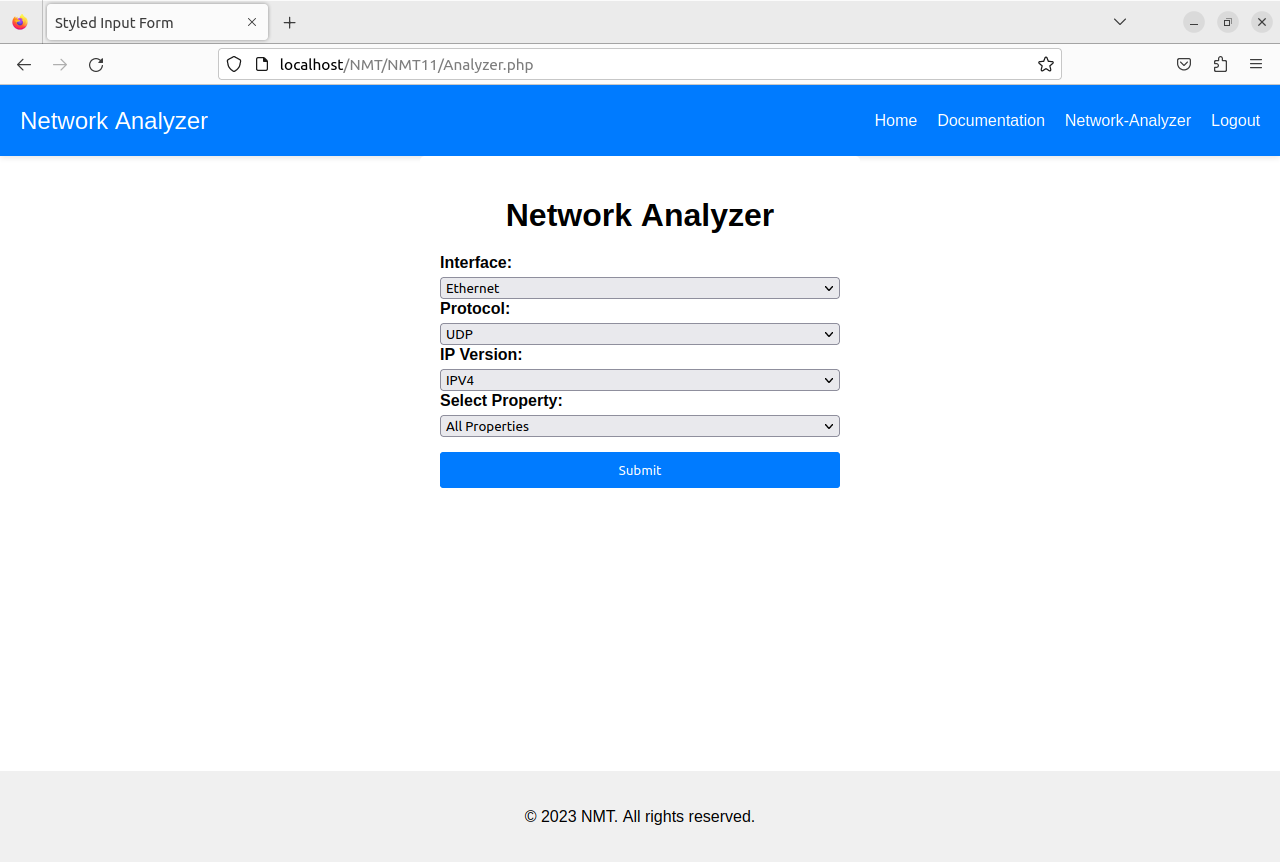 Styled Input Form
localhost/NMT/NMT11/Analyzer.php
Network Analyzer
Home Documentation Network-Analyzer Logout
Network Analyzer
Interface:
Ethernet
Protocol:
UDP
IP Version:
IPV4
Select Property:
All Properties
Submit
© 2023 NMT. All rights reserved.